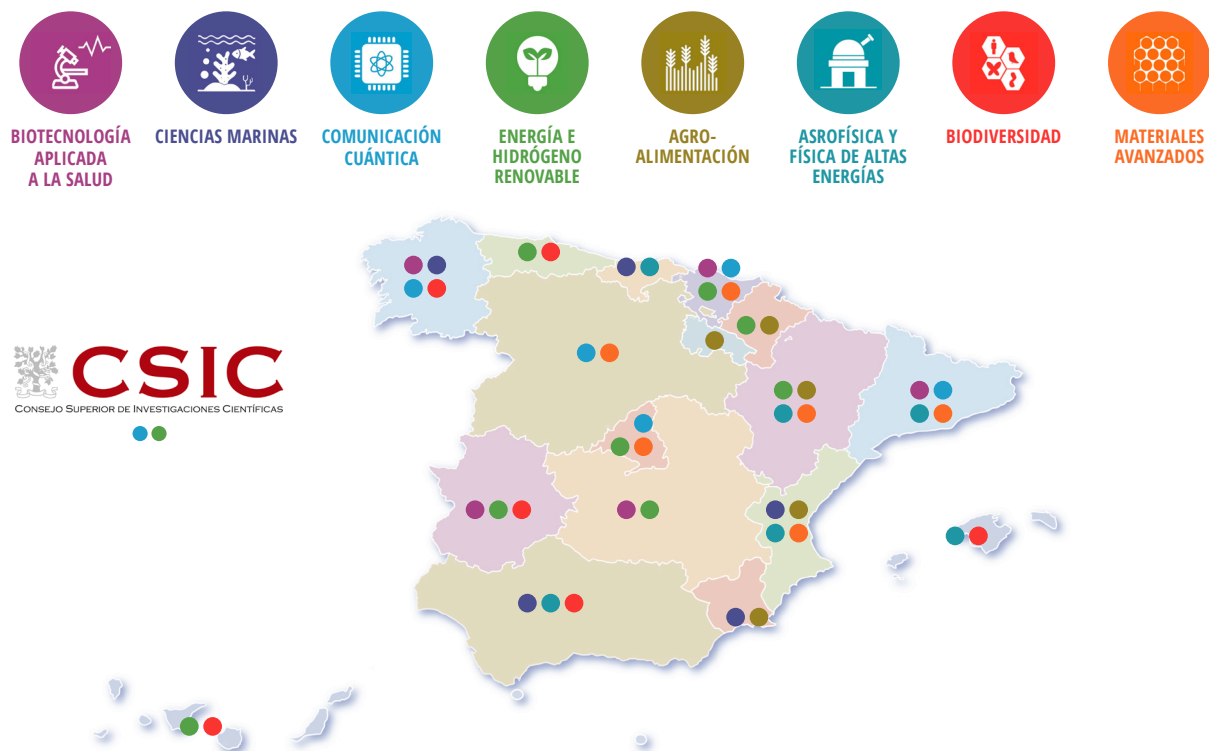 BIOTECNOLOGÍA
APLICADA
A LA SALUD
CIENCIAS MARINAS
COMUNICACIÓN
CUÁNTICA
ENERGÍA E
HIDRÓGENO
RENOVABLE
AGRO-
ALIMENTACIÓN
ASROFÍSICA Y
FÍSICA DE ALTAS
ENERGÍAS
BIODIVERSIDAD
MATERIALES
AVANZADOS
CSIC
CONSEJO SUPERIOR DE INVESTIGACIONES CIENTÍFICAS